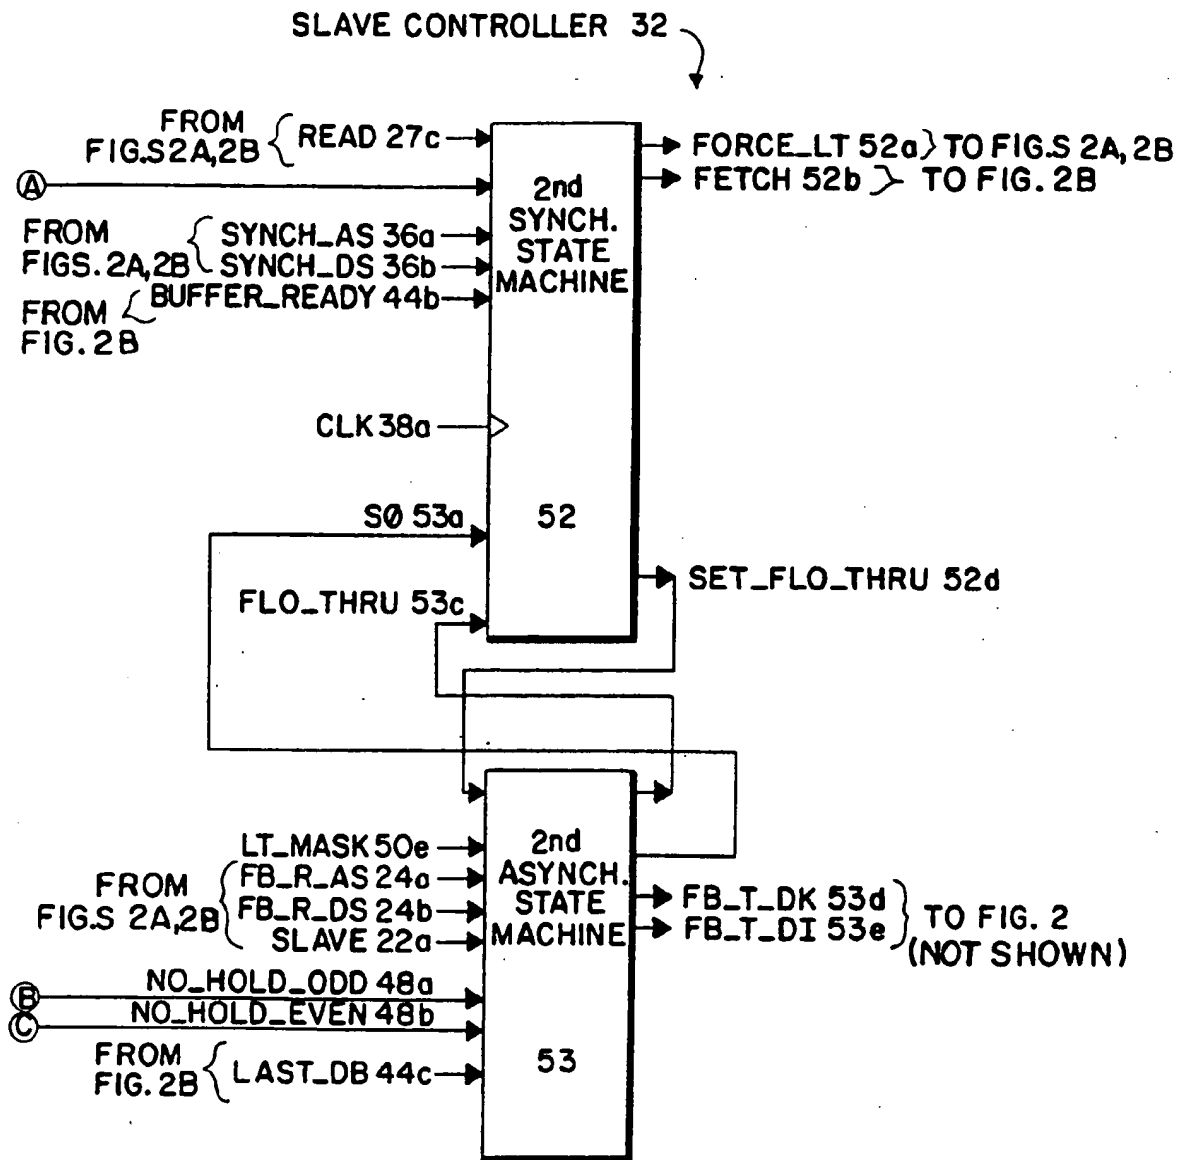 SLAVE CONTROLLER 32
FROM
FIG.S 2A,2B
READ 27c
A
FROM
FIGS. 2A,2B
SYNCH_AS 36a
SYNCH_DS 36b
FROM
FIG. 2B
BUFFER_READY 44b
CLK 38a
SØ 53a
FLO_THRU 53c
2nd
SYNCH.
STATE
MACHINE
52
FORCE_LT 52a
TO FIG.S 2A, 2B
FETCH 52b
TO FIG. 2B
SET_FLO_THRU 52d
LT_MASK 50e
FROM
FIG.S 2A,2B
FB_R_AS 24a
FB_R_DS 24b
SLAVE 22a
B
NO_HOLD_ODD 48a
C
NO_HOLD_EVEN 48b
FROM
FIG. 2B
LAST_DB 44c
2nd
ASYNCH.
STATE
MACHINE
53
FB_T_DK 53d
FB_T_DI 53e
TO FIG. 2
(NOT SHOWN)